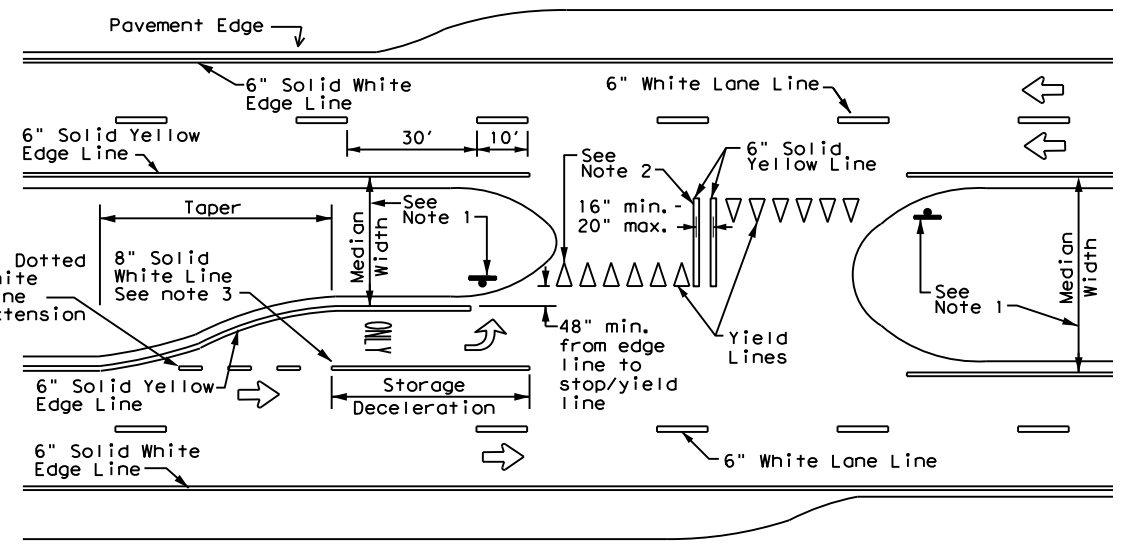 Pavement Edge
6" Solid White
Edge Line
6" White Lane Line
6" Solid Yellow
Edge Line
30'
10'
See
Note 2
6" Solid
Yellow Line
Taper
See
Note 1
16" min.
20" max.
Median
Width
Dotted
8" Solid
White Line
See note 3
ONLY
48" min.
from edge
line to
stop/yield
line
Yield
Lines
See
Note 1
Median
Width
6" Solid Yellow
Edge Line
Storage
Deceleration
6" Solid White
Edge Line
6" White Lane Line